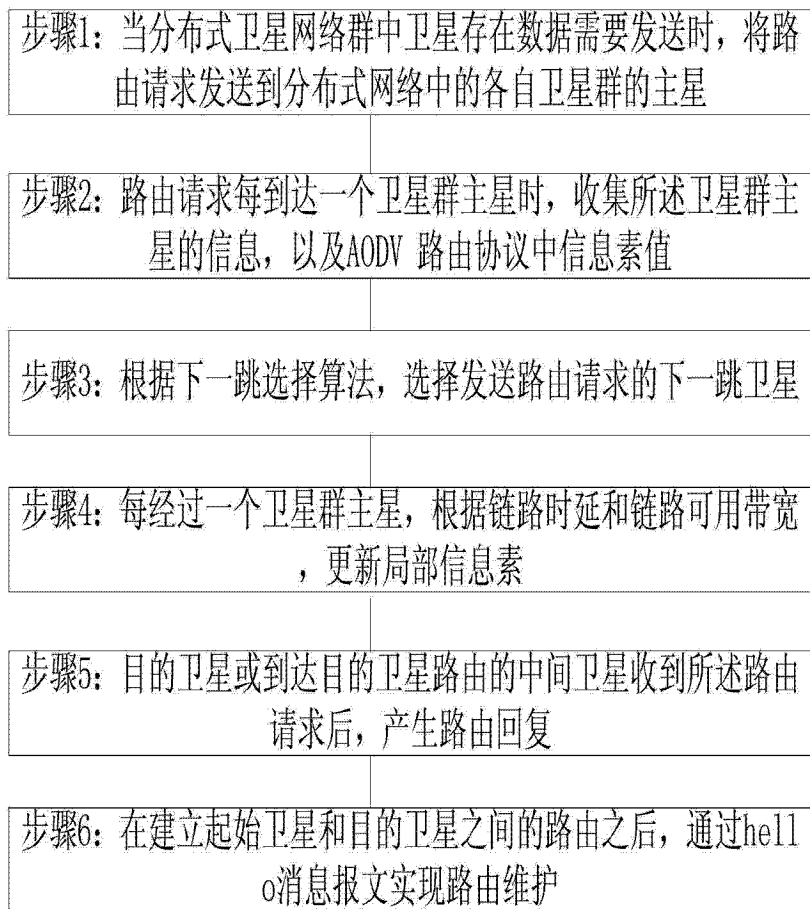 步骤1：当分布式卫星网络群中卫星存在数据需要发送时，将路
由请求发送到分布式网络中的各自卫星群的主星
步骤2：路由请求每到达一个卫星群主星时，收集所述卫星群主
星的信息，以及AODV 路由协议中信息素值
步骤3：根据下一跳选择算法，选择发送路由请求的下一跳卫星
步骤4：每经过一个卫星群主星，根据链路时延和链路可用带宽
，更新局部信息素
步骤5：目的卫星或到达目的卫星路由的中间卫星收到所述路由
请求后，产生路由回复
步骤6：在建立起始卫星和目的卫星之间的路由之后，通过hell
o消息报文实现路由维护